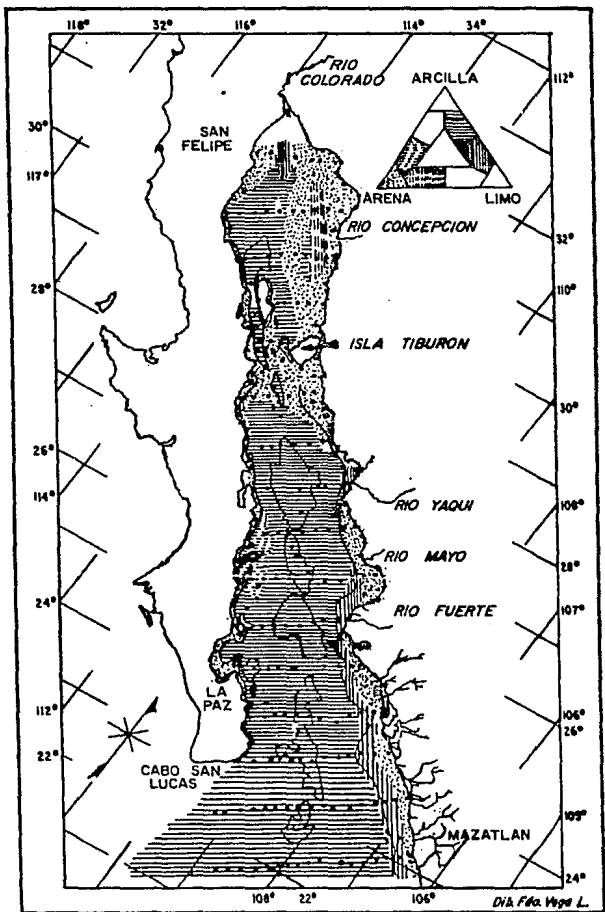 118° 32° 116° 114° 34°
RIO
COLORADO
ARCILLA
112°
SAN
FELIPE
30°
117°
ARENA LIMO
RIO CONCEPCION
32°
28°
110°
ISLA TIBURON
30°
26°
114°
RIO YAQUI
108°
RIO MAYO
28°
24°
RIO FUERTE
107°
LA
PAZ
112°
106°
26°
22°
CABO SAN
LUCAS
MAZATLAN
24°
108° 22° 106°
Dib. Fdo. Vega L.